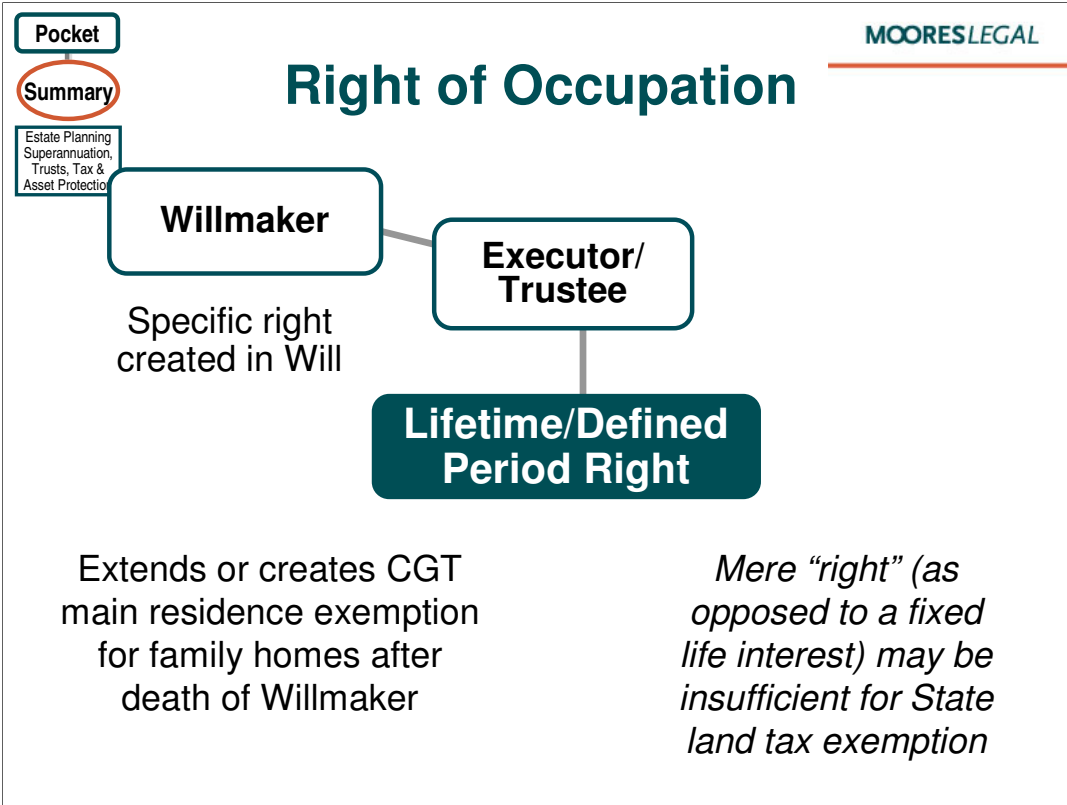 Pocket
Summary
Estate Planning
Superannuation,
Trusts, Tax &
Asset Protection
MOORESLEGAL
Right of Occupation
Willmaker
Executor/
Trustee
Specific right
created in Will
Lifetime/Defined
Period Right
Extends or creates CGT
main residence exemption
for family homes after
death of Willmaker
Mere “right” (as
opposed to a fixed
life interest) may be
insufficient for State
land tax exemption